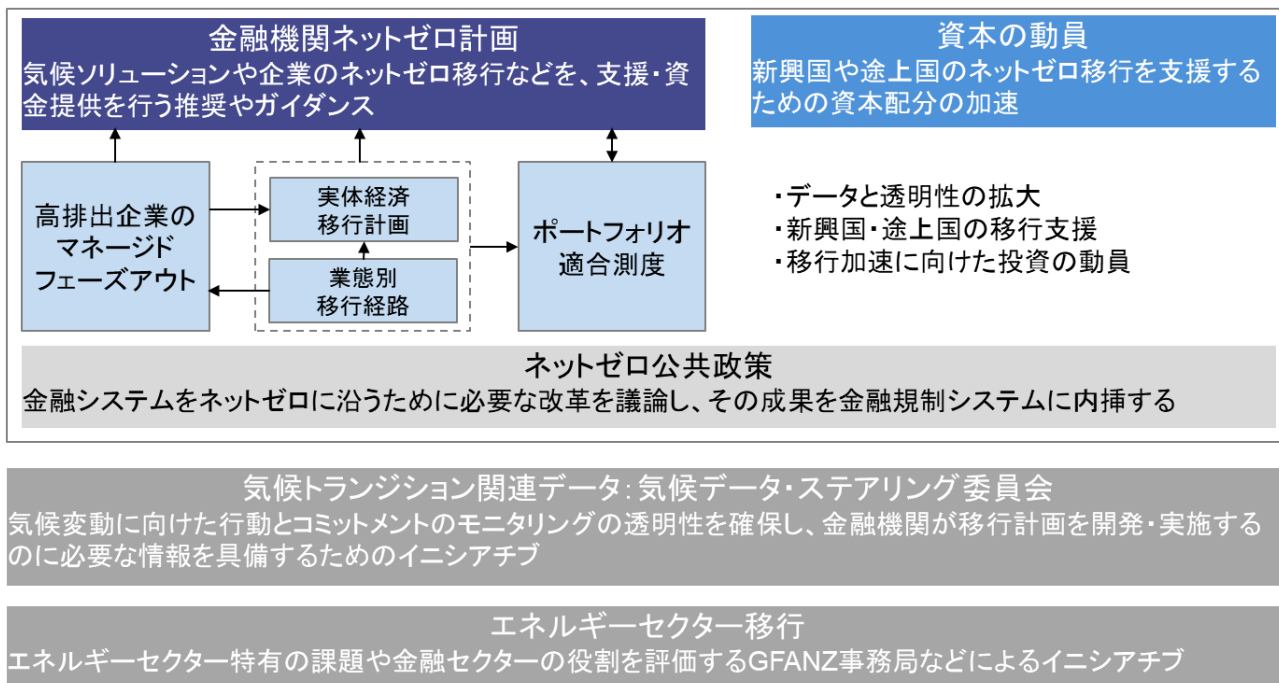 金融機関ネットゼロ計画
気候ソリューションや企業のネットゼロ移行などを、支援・資
金提供を行う推奨やガイダンス
資本の動員
新興国や途上国のネットゼロ移行を支援する
ための資本配分の加速
高排出企業の
マネージド
フェーズアウト
実体経済
移行計画
業態別
移行経路
ポートフォリオ
適合測度
・データと透明性の拡大
・新興国・途上国の移行支援
・移行加速に向けた投資の動員
ネットゼロ公共政策
金融システムをネットゼロに沿うために必要な改革を議論し、その成果を金融規制システムに内挿する
気候トランジション関連データ：気候データ・ステアリング委員会
気候変動に向けた行動とコミットメントのモニタリングの透明性を確保し、金融機関が移行計画を開発・実施する
のに必要な情報を具備するためのイニシアチブ
エネルギーセクター移行
エネルギーセクター特有の課題や金融セクターの役割を評価するGFANZ事務局などによるイニシアチブ